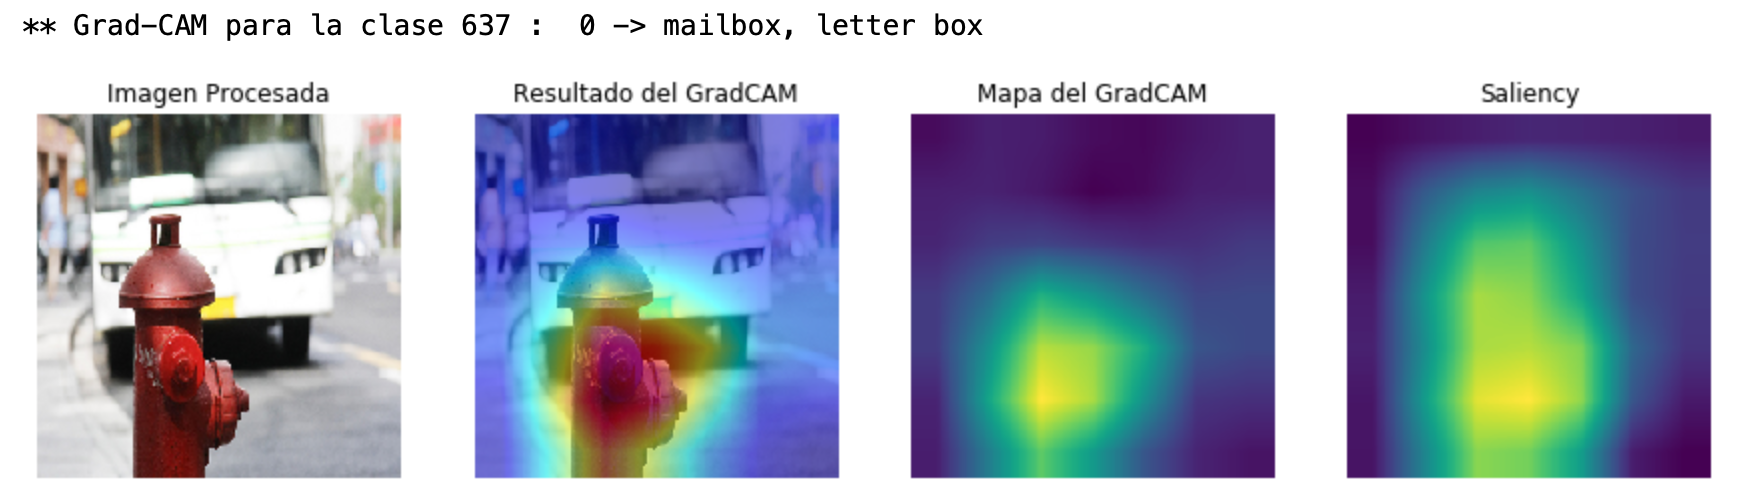 ** Grad-CAM para la clase 637 :  0 -> mailbox, letter box
Imagen Procesada
Resultado del GradCAM
Mapa del GradCAM
Saliency